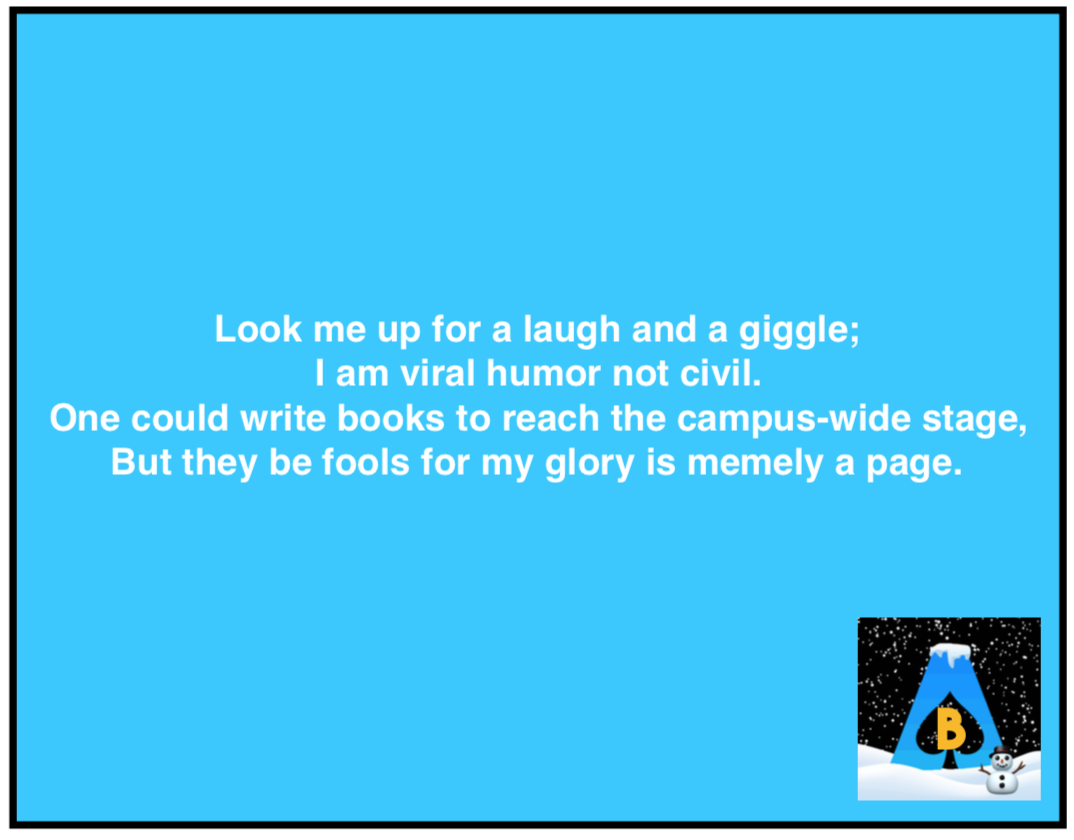 Look me up for a laugh and a giggle;
I am viral humor not civil.
One could write books to reach the campus-wide stage,
But they be fools for my glory is memely a page.
B